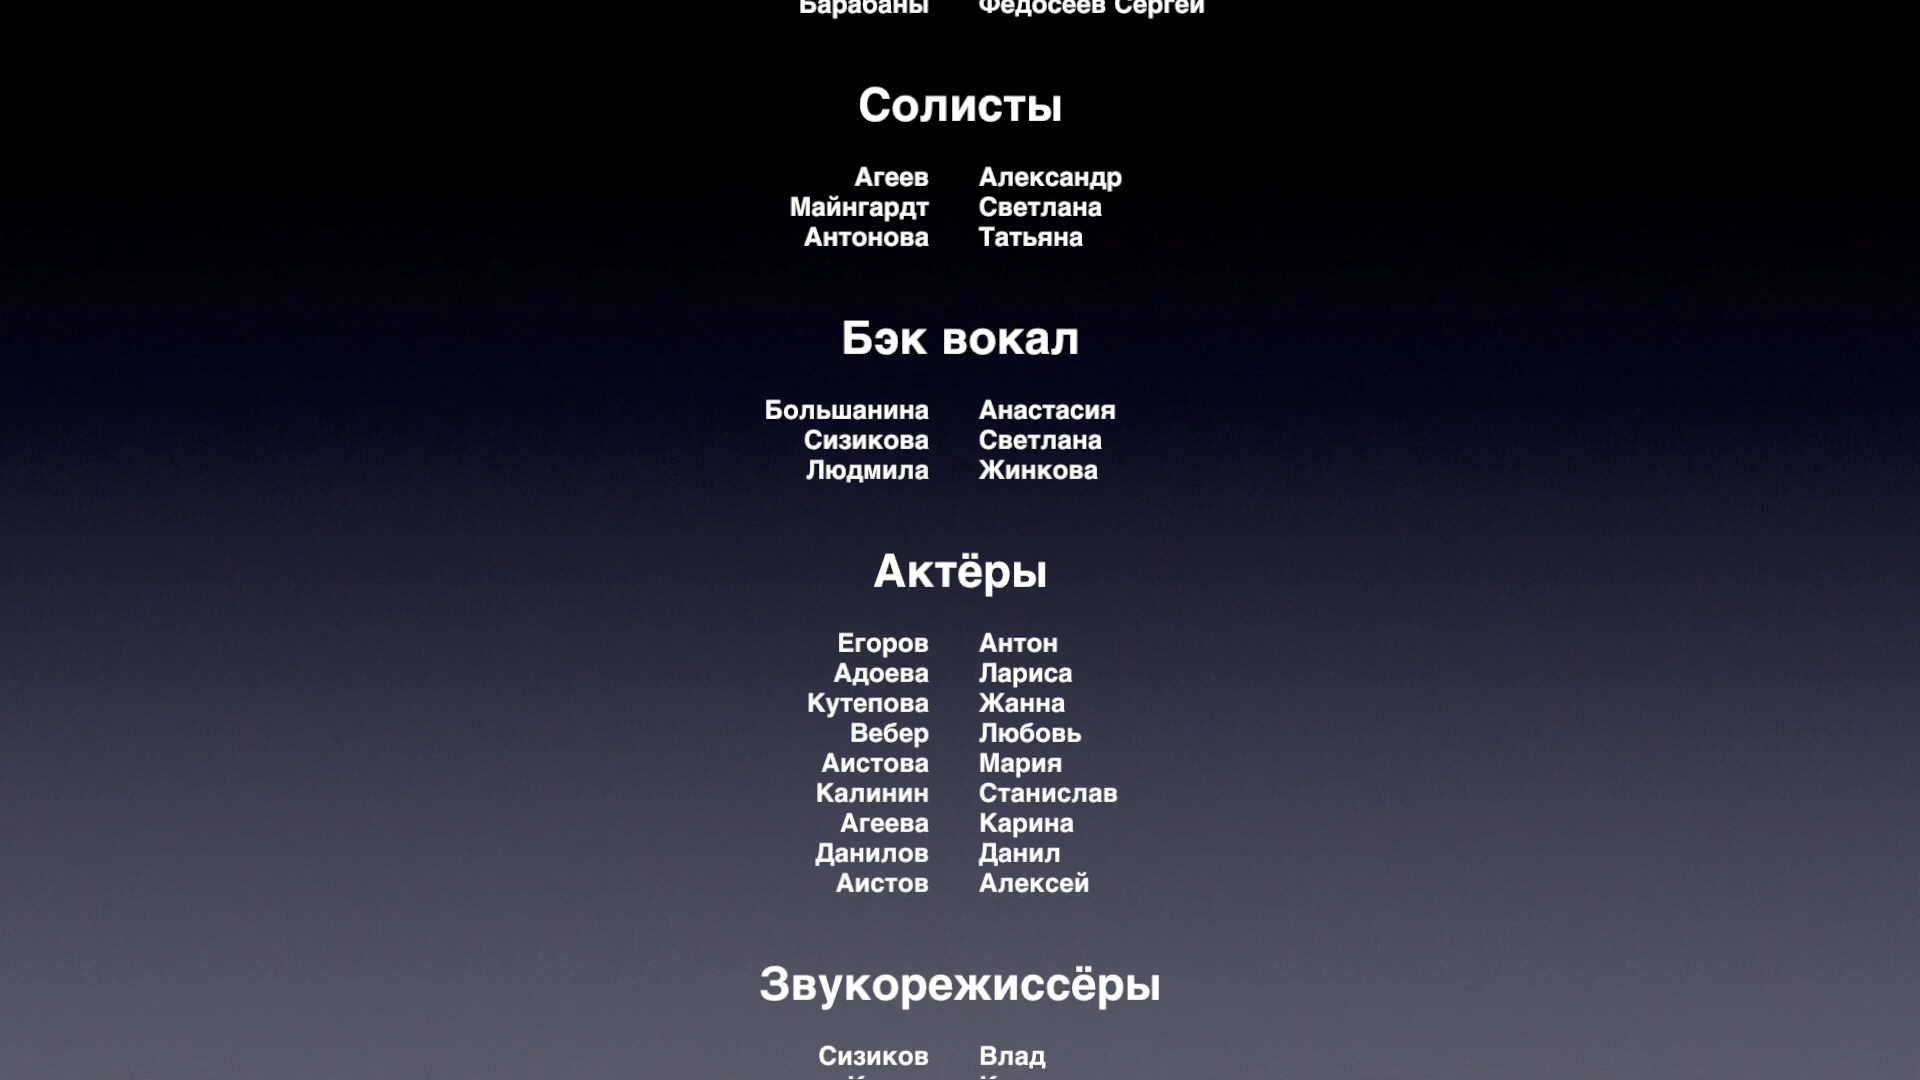 Барабаны Федосеев Сергей
Солисты
Агеев Александр
Майнгардт Светлана
Антонова Татьяна
Бэк вокал
Большанина Анастасия
Сизикова Светлана
Людмила Жинкова
Актёры
Егоров Антон
Адоева Лариса
Кутепова Жанна
Вебер Любовь
Аистова Мария
Калинин Станислав
Агеева Карина
Данилов Данил
Аистов Алексей
Звукорежиссёры
Сизиков Влад